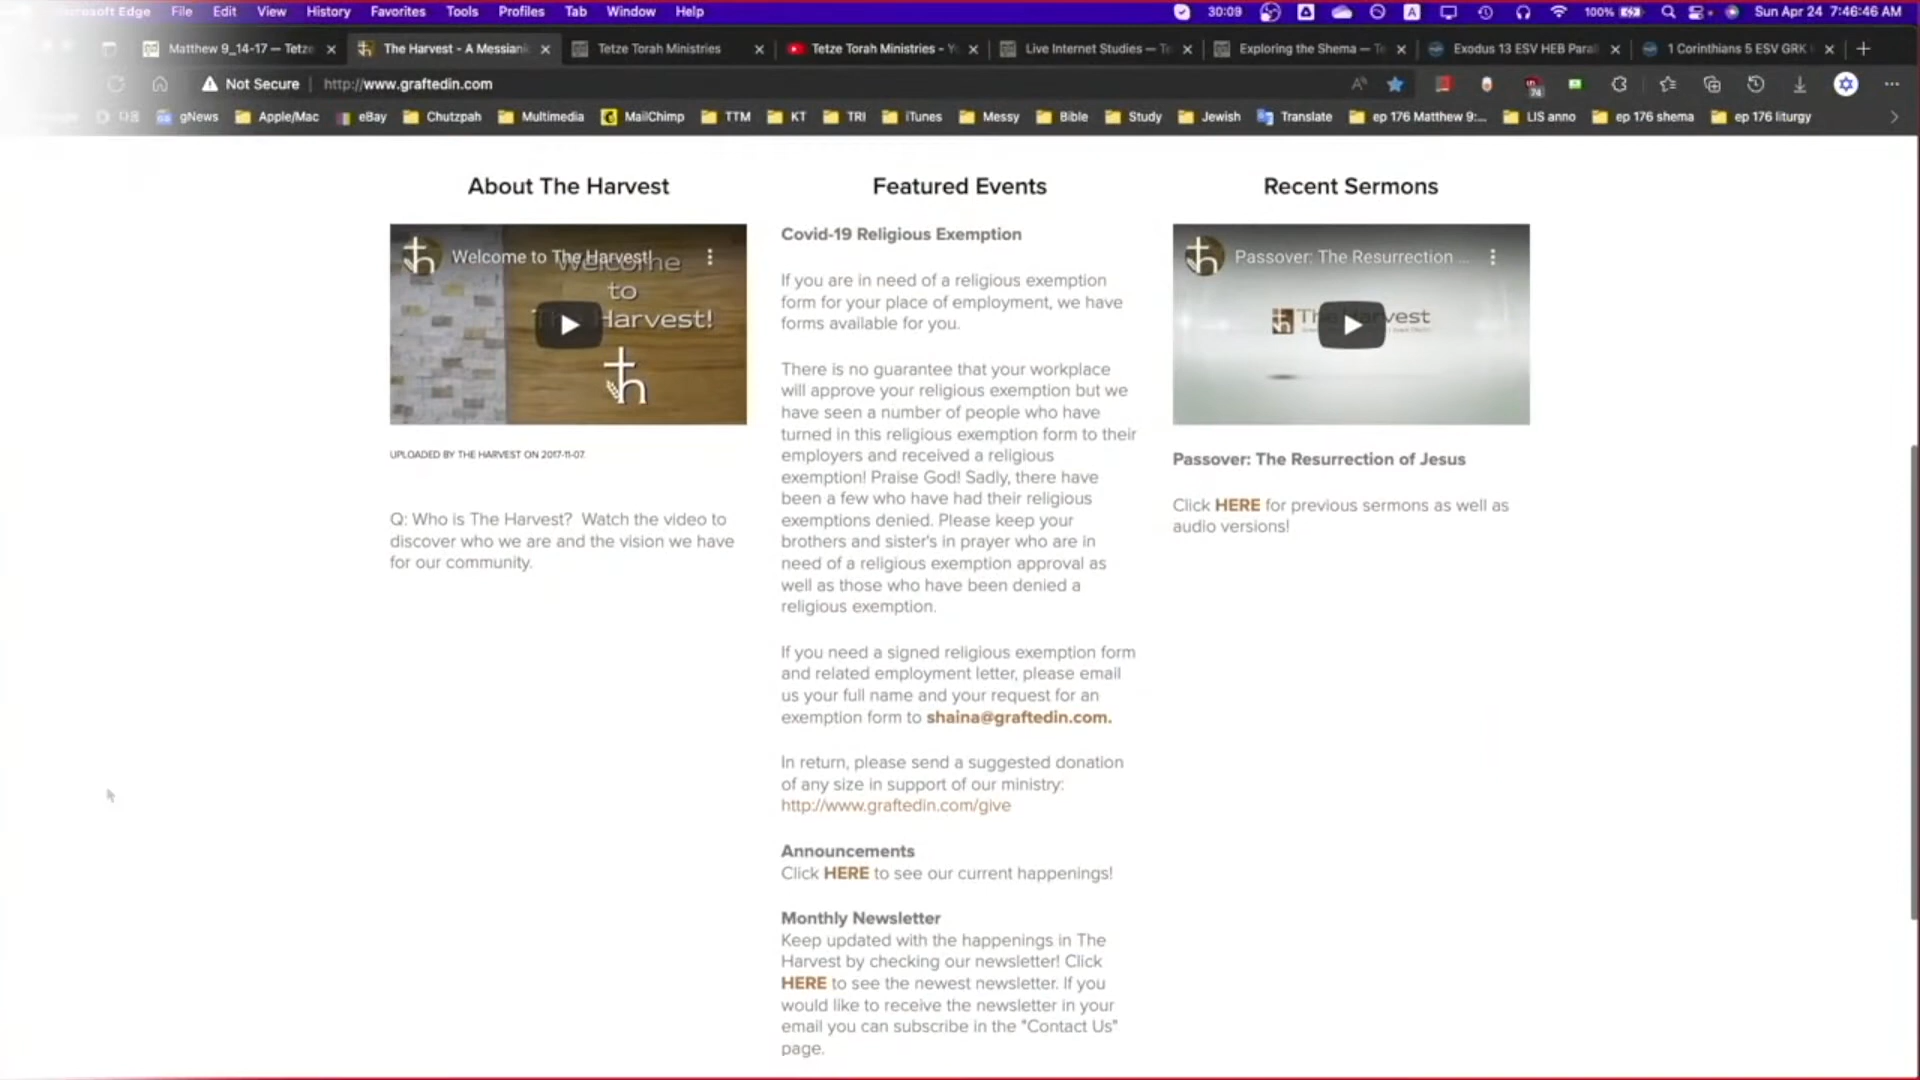 File Edit View History Favorites Tools Profiles Tab Window Help 30:09 100% Sun Apr 24 7:46:46 AM
Matthew 9_14-17 — Tetze The Harvest - A Messiani Tetze Torah Ministries Tetze Torah Ministries - Live Internet Studies — Te Exploring the Shema — Te Exodus 13 ESV HEB Paral 1 Corinthians 5 ESV GRK
Not Secure http://www.graftedin.com 74
gNews Apple/Mac eBay Chutzpah Multimedia MailChimp TTM KT TRI iTunes Messy Bible Study Jewish Translate ep 176 Matthew 9:... LIS anno ep 176 shema ep 176 liturgy
About The Harvest
Welcome to The Harvest!
Welcome
to
The Harvest!
UPLOADED BY THE HARVEST ON 2017-11-07.
Q: Who is The Harvest? Watch the video to
discover who we are and the vision we have
for our community.
Featured Events
Covid-19 Religious Exemption
If you are in need of a religious exemption
form for your place of employment, we have
forms available for you.
There is no guarantee that your workplace
will approve your religious exemption but we
have seen a number of people who have
turned in this religious exemption form to their
employers and received a religious
exemption! Praise God! Sadly, there have
been a few who have had their religious
exemptions denied. Please keep your
brothers and sister's in prayer who are in
need of a religious exemption approval as
well as those who have been denied a
religious exemption.
If you need a signed religious exemption form
and related employment letter, please email
us your full name and your request for an
exemption form to shaina@graftedin.com.
In return, please send a suggested donation
of any size in support of our ministry:
http://www.graftedin.com/give
Announcements
Click HERE to see our current happenings!
Monthly Newsletter
Keep updated with the happenings in The
Harvest by checking our newsletter! Click
HERE to see the newest newsletter. If you
would like to receive the newsletter in your
email you can subscribe in the "Contact Us"
page.
Recent Sermons
Passover: The Resurrection ...
The Harvest
Passover: The Resurrection of Jesus
Click HERE for previous sermons as well as
audio versions!